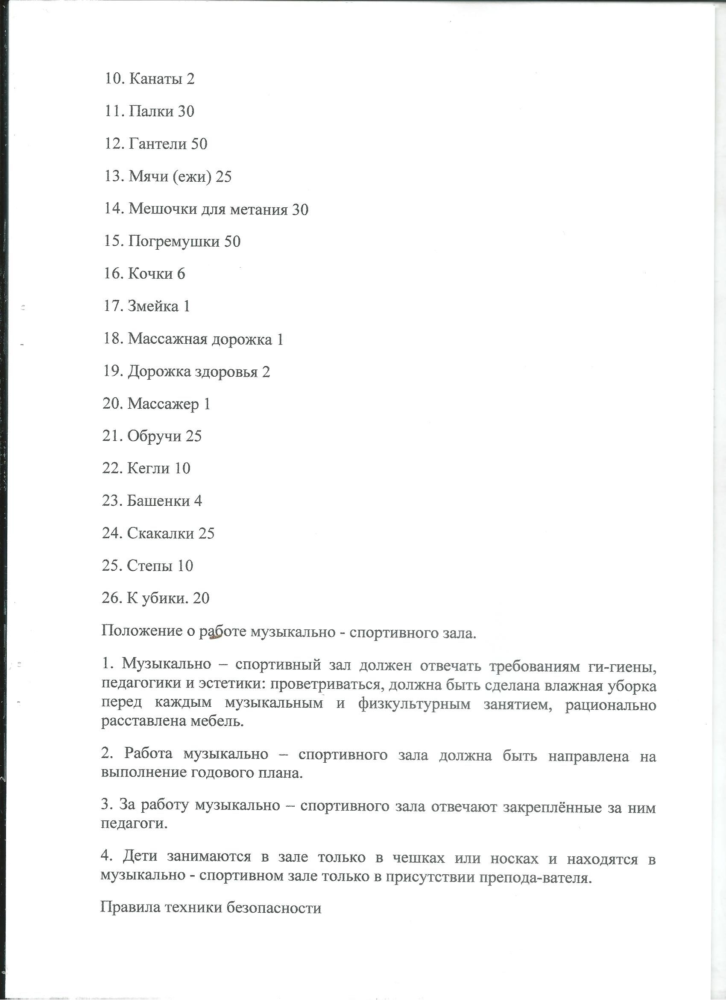 10. Канаты 2
11. Палки 30
12. Гантели 50
13. Мячи (ежи) 25
14. Мешочки для метания 30
15. Погремушки 50
16. Кочки 6
17. Змейка 1
18. Массажная дорожка 1
19. Дорожка здоровья 2
20. Массажер 1
21. Обручи 25
22. Кегли 10
23. Башенки 4
24. Скакалки 25
25. Степы 10
26. К убики. 20
Положение о работе музыкально - спортивного зала.
1. Музыкально – спортивный зал должен отвечать требованиям ги-гиены,
педагогики и эстетики: проветриваться, должна быть сделана влажная уборка
перед каждым музыкальным и физкультурным занятием, рационально
расставлена мебель.
2. Работа музыкально – спортивного зала должна быть направлена на
выполнение годового плана.
3. За работу музыкально – спортивного зала отвечают закреплённые за ним
педагоги.
4. Дети занимаются в зале только в чешках или носках и находятся в
музыкально - спортивном зале только в присутствии препода-вателя.
Правила техники безопасности